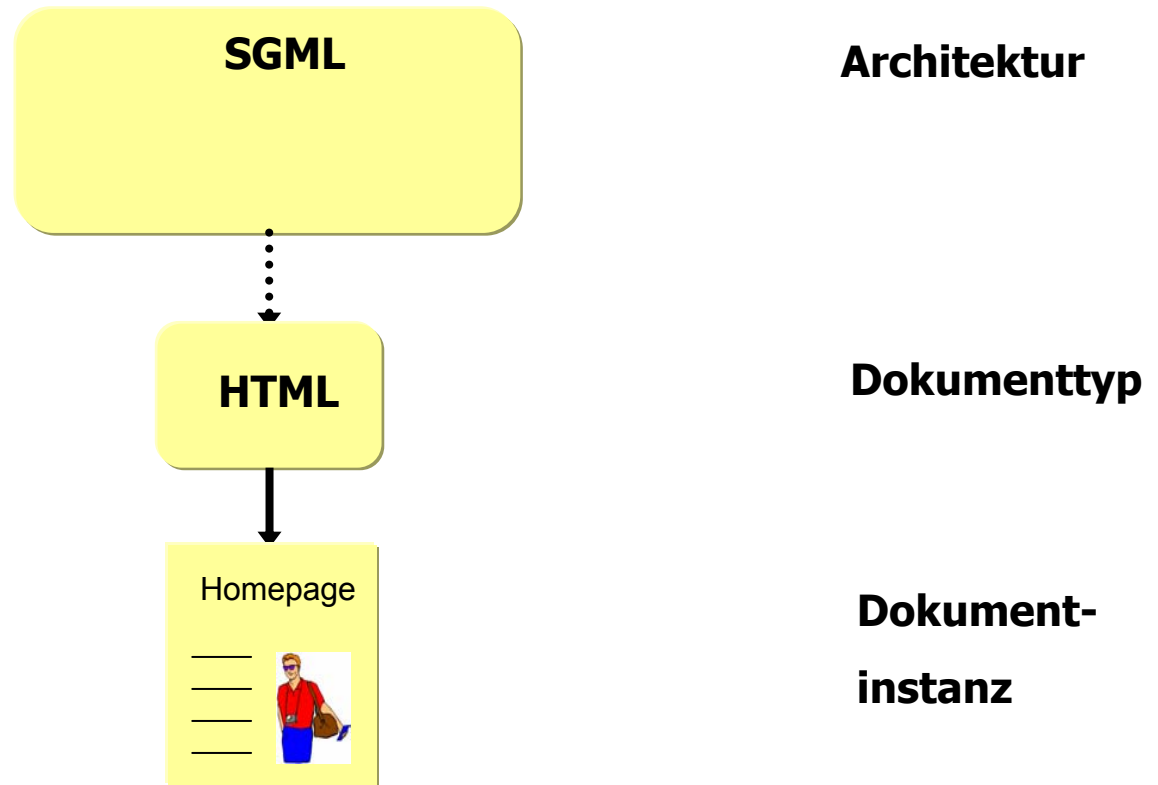 SGML
Architektur
HTML
Dokumenttyp
Homepage
Dokument-
instanz